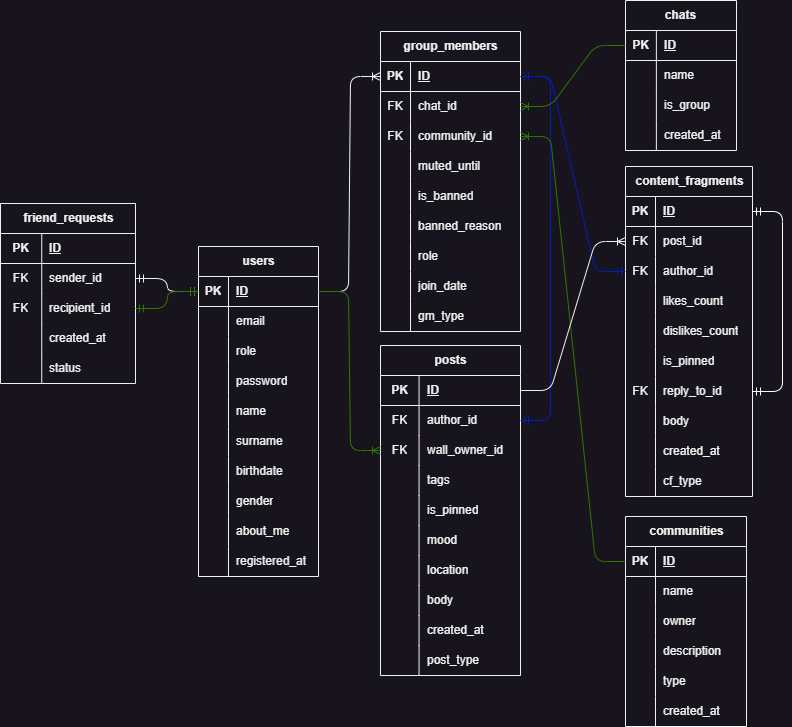 friend_requests
PK ID
FK sender_id
FK recipient_id
created_at
status
users
PK ID
email
role
password
name
surname
birthdate
gender
about_me
registered_at
group_members
PK ID
FK chat_id
FK community_id
muted_until
is_banned
banned_reason
role
join_date
gm_type
posts
PK ID
FK author_id
FK wall_owner_id
tags
is_pinned
mood
location
body
created_at
post_type
chats
PK ID
name
is_group
created_at
content_fragments
PK ID
FK post_id
FK author_id
likes_count
dislikes_count
is_pinned
FK reply_to_id
body
created_at
cf_type
communities
PK ID
name
owner
description
type
created_at